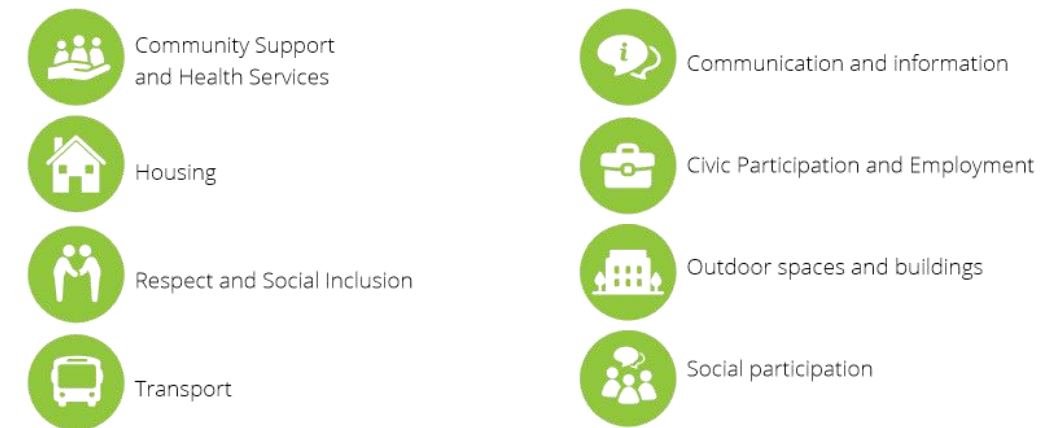 Community Support
and Health Services
Housing
Respect and Social Inclusion
Transport
i
Communication and information
Civic Participation and Employment
Outdoor spaces and buildings
Social participation